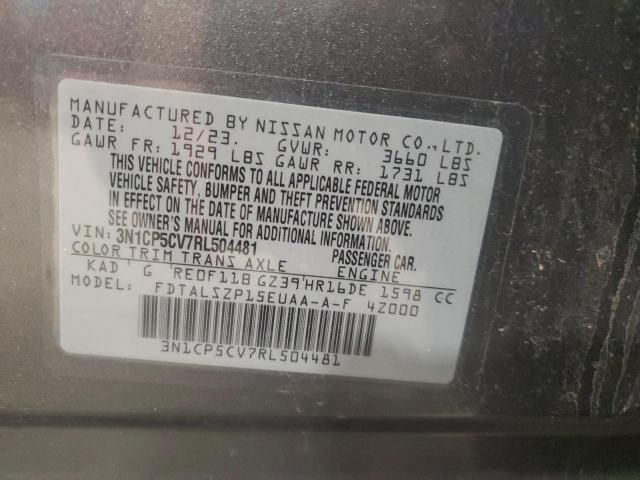 MANUFACTURED BY NISSAN MOTOR CO.,LTD.
DATE: 12/23. GVWR: 3660 LBS
GAWR FR: 1929 LBS GAWR RR: 1731 LBS
THIS VEHICLE CONFORMS TO ALL APPLICABLE FEDERAL MOTOR
VEHICLE SAFETY, BUMPER AND THEFT PREVENTION STANDARDS
IN EFFECT ON THE DATE OF MANUFACTURE SHOWN ABOVE.
SEE OWNER'S MANUAL FOR ADDITIONAL INFORMATION.
VIN: 3N1CP5CV7RL504481 PASSENGER CAR.
COLOR TRIM TRANS AXLE ENGINE
KAD G RE0F11B GZ39 HR16DE 1598 CC
MODEL: FDTALSZP15EUAA-A-F 4Z000
3N1CP5CV7RL504481